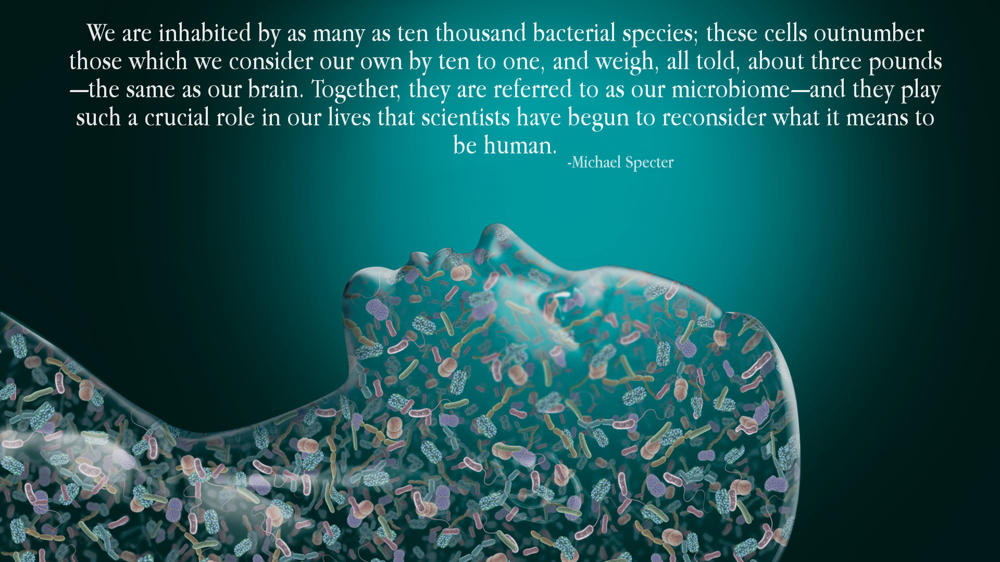 We are inhabited by as many as ten thousand bacterial species; these cells outnumber
those which we consider our own by ten to one, and weigh, all told, about three pounds
—the same as our brain. Together, they are referred to as our microbiome—and they play
such a crucial role in our lives that scientists have begun to reconsider what it means to
be human.
-Michael Specter